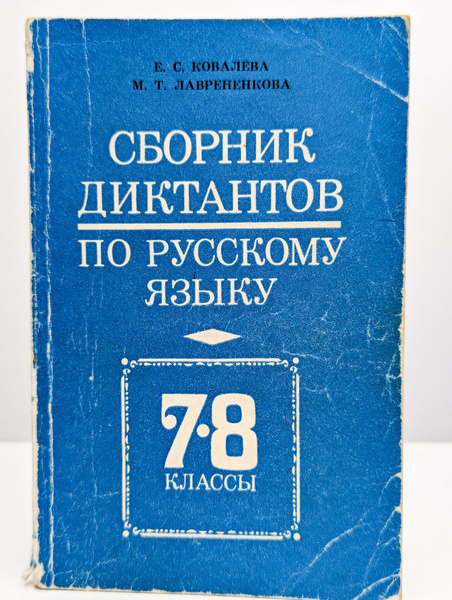 Е. С. КОВАЛЕВА
М. Т. ЛАВРЕНЕНКОВА
СБОРНИК
ДИКТАНТОВ
ПО РУССКОМУ
ЯЗЫКУ
7·8
КЛАССЫ